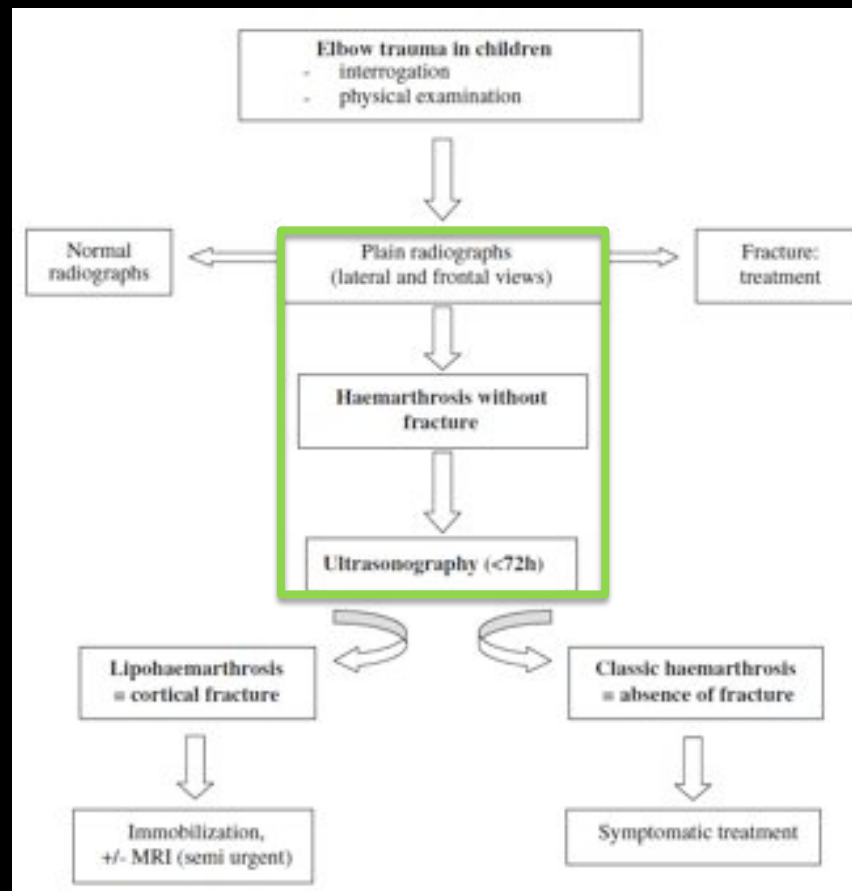 Elbow trauma in children
- interrogation
- physical examination
Normal
radiographs
Plain radiographs
(lateral and frontal views)
Fracture:
treatment
Haemarthrosis without
fracture
Ultrasonography (<72h)
Lipohaemarthrosis
= cortical fracture
Classic haemarthrosis
= absence of fracture
Immobilization,
+/- MRI (semi urgent)
Symptomatic treatment